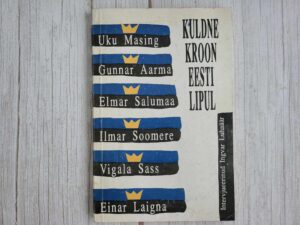 Uku Masing
Gunnar Aarma
Elmar Salumaa
Ilmar Soomere
Vigala Sass
Einar Laigna
KULDNE
KROON
EESTI
LIPUL
Intervjueerinud Ingvar Luhaäär